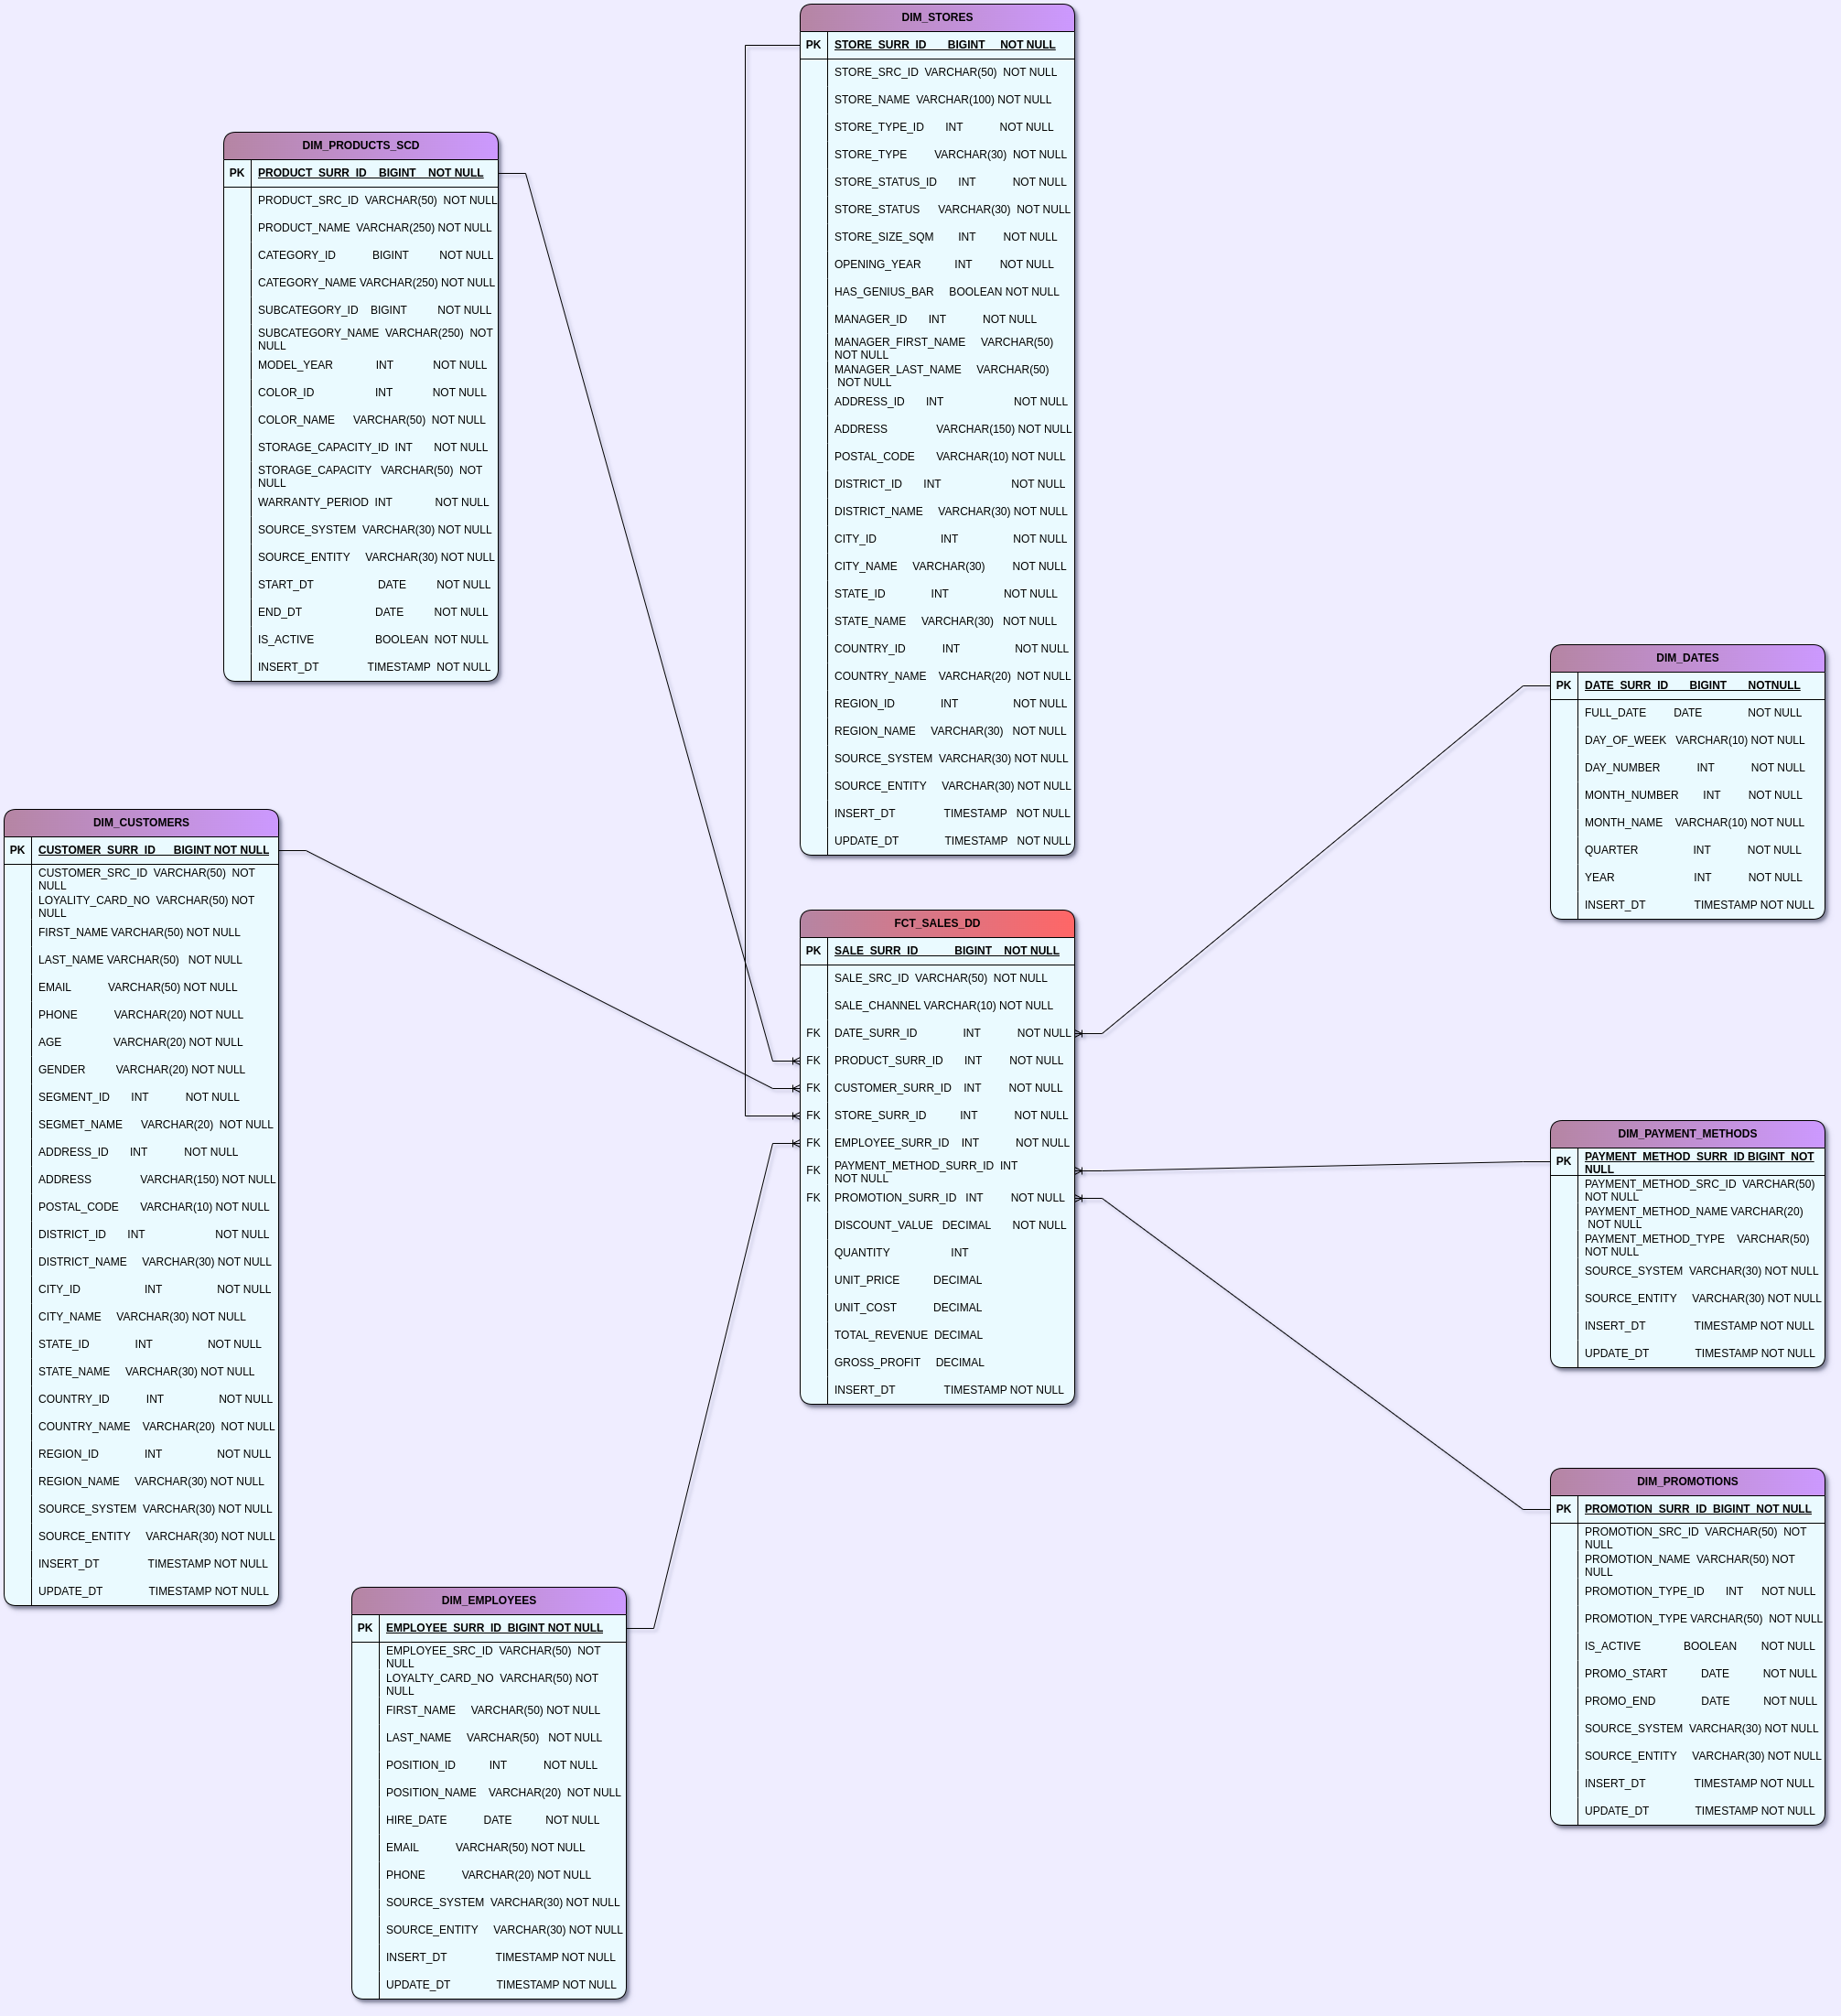 DIM_STORES
PK STORE_SURR_ID BIGINT NOT NULL
STORE_SRC_ID VARCHAR(50) NOT NULL
STORE_NAME VARCHAR(100) NOT NULL
STORE_TYPE_ID INT NOT NULL
STORE_TYPE VARCHAR(30) NOT NULL
STORE_STATUS_ID INT NOT NULL
STORE_STATUS VARCHAR(30) NOT NULL
STORE_SIZE_SQM INT NOT NULL
OPENING_YEAR INT NOT NULL
HAS_GENIUS_BAR BOOLEAN NOT NULL
MANAGER_ID INT NOT NULL
MANAGER_FIRST_NAME VARCHAR(50)
NOT NULL
MANAGER_LAST_NAME VARCHAR(50)
NOT NULL
ADDRESS_ID INT NOT NULL
ADDRESS VARCHAR(150) NOT NULL
POSTAL_CODE VARCHAR(10) NOT NULL
DISTRICT_ID INT NOT NULL
DISTRICT_NAME VARCHAR(30) NOT NULL
CITY_ID INT NOT NULL
CITY_NAME VARCHAR(30) NOT NULL
STATE_ID INT NOT NULL
STATE_NAME VARCHAR(30) NOT NULL
COUNTRY_ID INT NOT NULL
COUNTRY_NAME VARCHAR(20) NOT NULL
REGION_ID INT NOT NULL
REGION_NAME VARCHAR(30) NOT NULL
SOURCE_SYSTEM VARCHAR(30) NOT NULL
SOURCE_ENTITY VARCHAR(30) NOT NULL
INSERT_DT TIMESTAMP NOT NULL
UPDATE_DT TIMESTAMP NOT NULL
DIM_PRODUCTS_SCD
PK PRODUCT_SURR_ID BIGINT NOT NULL
PRODUCT_SRC_ID VARCHAR(50) NOT NULL
PRODUCT_NAME VARCHAR(250) NOT NULL
CATEGORY_ID BIGINT NOT NULL
CATEGORY_NAME VARCHAR(250) NOT NULL
SUBCATEGORY_ID BIGINT NOT NULL
SUBCATEGORY_NAME VARCHAR(250) NOT
NULL
MODEL_YEAR INT NOT NULL
COLOR_ID INT NOT NULL
COLOR_NAME VARCHAR(50) NOT NULL
STORAGE_CAPACITY_ID INT NOT NULL
STORAGE_CAPACITY VARCHAR(50) NOT
NULL
WARRANTY_PERIOD INT NOT NULL
SOURCE_SYSTEM VARCHAR(30) NOT NULL
SOURCE_ENTITY VARCHAR(30) NOT NULL
START_DT DATE NOT NULL
END_DT DATE NOT NULL
IS_ACTIVE BOOLEAN NOT NULL
INSERT_DT TIMESTAMP NOT NULL
DIM_DATES
PK DATE_SURR_ID BIGINT NOTNULL
FULL_DATE DATE NOT NULL
DAY_OF_WEEK VARCHAR(10) NOT NULL
DAY_NUMBER INT NOT NULL
MONTH_NUMBER INT NOT NULL
MONTH_NAME VARCHAR(10) NOT NULL
QUARTER INT NOT NULL
YEAR INT NOT NULL
INSERT_DT TIMESTAMP NOT NULL
DIM_CUSTOMERS
PK CUSTOMER_SURR_ID BIGINT NOT NULL
CUSTOMER_SRC_ID VARCHAR(50) NOT
NULL
LOYALITY_CARD_NO VARCHAR(50) NOT
NULL
FIRST_NAME VARCHAR(50) NOT NULL
LAST_NAME VARCHAR(50) NOT NULL
EMAIL VARCHAR(50) NOT NULL
PHONE VARCHAR(20) NOT NULL
AGE VARCHAR(20) NOT NULL
GENDER VARCHAR(20) NOT NULL
SEGMENT_ID INT NOT NULL
SEGMET_NAME VARCHAR(20) NOT NULL
ADDRESS_ID INT NOT NULL
ADDRESS VARCHAR(150) NOT NULL
POSTAL_CODE VARCHAR(10) NOT NULL
DISTRICT_ID INT NOT NULL
DISTRICT_NAME VARCHAR(30) NOT NULL
CITY_ID INT NOT NULL
CITY_NAME VARCHAR(30) NOT NULL
STATE_ID INT NOT NULL
STATE_NAME VARCHAR(30) NOT NULL
COUNTRY_ID INT NOT NULL
COUNTRY_NAME VARCHAR(20) NOT NULL
REGION_ID INT NOT NULL
REGION_NAME VARCHAR(30) NOT NULL
SOURCE_SYSTEM VARCHAR(30) NOT NULL
SOURCE_ENTITY VARCHAR(30) NOT NULL
INSERT_DT TIMESTAMP NOT NULL
UPDATE_DT TIMESTAMP NOT NULL
FCT_SALES_DD
PK SALE_SURR_ID BIGINT NOT NULL
SALE_SRC_ID VARCHAR(50) NOT NULL
SALE_CHANNEL VARCHAR(10) NOT NULL
FK DATE_SURR_ID INT NOT NULL
FK PRODUCT_SURR_ID INT NOT NULL
FK CUSTOMER_SURR_ID INT NOT NULL
FK STORE_SURR_ID INT NOT NULL
FK EMPLOYEE_SURR_ID INT NOT NULL
FK PAYMENT_METHOD_SURR_ID INT
NOT NULL
FK PROMOTION_SURR_ID INT NOT NULL
DISCOUNT_VALUE DECIMAL NOT NULL
QUANTITY INT
UNIT_PRICE DECIMAL
UNIT_COST DECIMAL
TOTAL_REVENUE DECIMAL
GROSS_PROFIT DECIMAL
INSERT_DT TIMESTAMP NOT NULL
DIM_PAYMENT_METHODS
PK PAYMENT_METHOD_SURR_ID BIGINT NOT
NULL
PAYMENT_METHOD_SRC_ID VARCHAR(50)
NOT NULL
PAYMENT_METHOD_NAME VARCHAR(20)
NOT NULL
PAYMENT_METHOD_TYPE VARCHAR(50)
NOT NULL
SOURCE_SYSTEM VARCHAR(30) NOT NULL
SOURCE_ENTITY VARCHAR(30) NOT NULL
INSERT_DT TIMESTAMP NOT NULL
UPDATE_DT TIMESTAMP NOT NULL
DIM_PROMOTIONS
PK PROMOTION_SURR_ID BIGINT NOT NULL
PROMOTION_SRC_ID VARCHAR(50) NOT
NULL
PROMOTION_NAME VARCHAR(50) NOT
NULL
PROMOTION_TYPE_ID INT NOT NULL
PROMOTION_TYPE VARCHAR(50) NOT NULL
IS_ACTIVE BOOLEAN NOT NULL
PROMO_START DATE NOT NULL
PROMO_END DATE NOT NULL
SOURCE_SYSTEM VARCHAR(30) NOT NULL
SOURCE_ENTITY VARCHAR(30) NOT NULL
INSERT_DT TIMESTAMP NOT NULL
UPDATE_DT TIMESTAMP NOT NULL
DIM_EMPLOYEES
PK EMPLOYEE_SURR_ID BIGINT NOT NULL
EMPLOYEE_SRC_ID VARCHAR(50) NOT
NULL
LOYALTY_CARD_NO VARCHAR(50) NOT
NULL
FIRST_NAME VARCHAR(50) NOT NULL
LAST_NAME VARCHAR(50) NOT NULL
POSITION_ID INT NOT NULL
POSITION_NAME VARCHAR(20) NOT NULL
HIRE_DATE DATE NOT NULL
EMAIL VARCHAR(50) NOT NULL
PHONE VARCHAR(20) NOT NULL
SOURCE_SYSTEM VARCHAR(30) NOT NULL
SOURCE_ENTITY VARCHAR(30) NOT NULL
INSERT_DT TIMESTAMP NOT NULL
UPDATE_DT TIMESTAMP NOT NULL